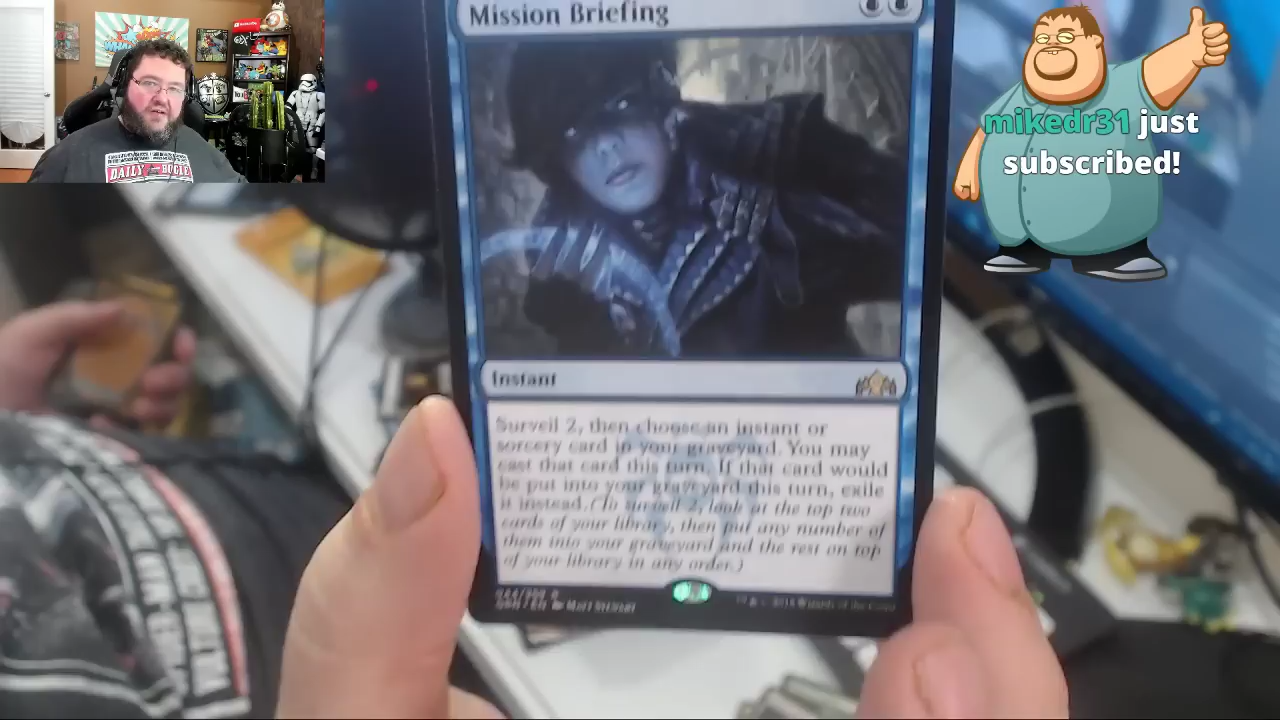 Mission Briefing
mikedr31 just
subscribed!
DAILY BUGLE
Instant
Surveil 2, then choose an instant or
sorcery card in your graveyard. You may
cast that card this turn. If that card would
be put into your graveyard this turn, exile
it instead. (To surveil 2, look at the top two
cards of your library, then put any number of
them into your graveyard and the rest on top
of your library in any order.)